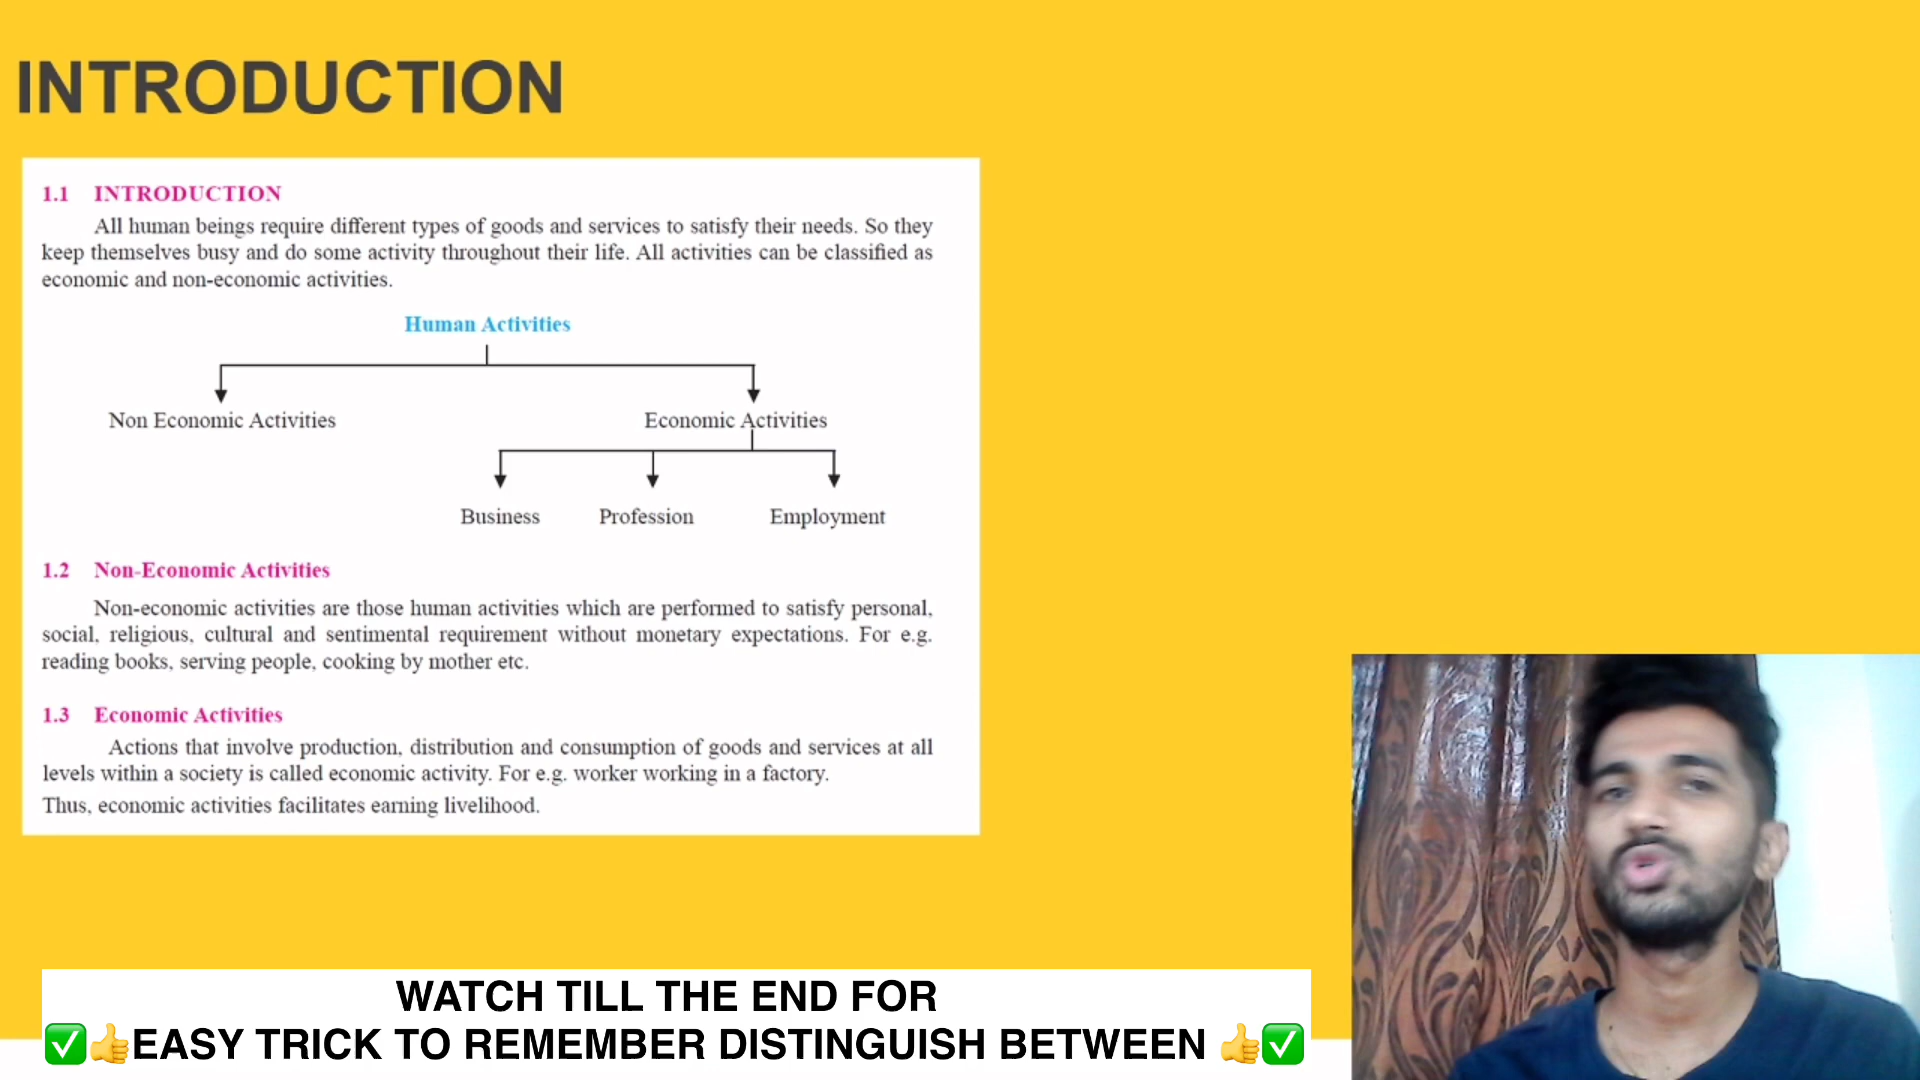 INTRODUCTION
1.1 INTRODUCTION
All human beings require different types of goods and services to satisfy their needs. So they
keep themselves busy and do some activity throughout their life. All activities can be classified as
economic and non-economic activities.
Human Activities
Non Economic Activities Economic Activities
Business Profession Employment
1.2 Non-Economic Activities
Non-economic activities are those human activities which are performed to satisfy personal,
social, religious, cultural and sentimental requirement without monetary expectations. For e.g.
reading books, serving people, cooking by mother etc.
1.3 Economic Activities
Actions that involve production, distribution and consumption of goods and services at all
levels within a society is called economic activity. For e.g. worker working in a factory.
Thus, economic activities facilitates earning livelihood.
WATCH TILL THE END FOR
✅👍EASY TRICK TO REMEMBER DISTINGUISH BETWEEN 👍✅